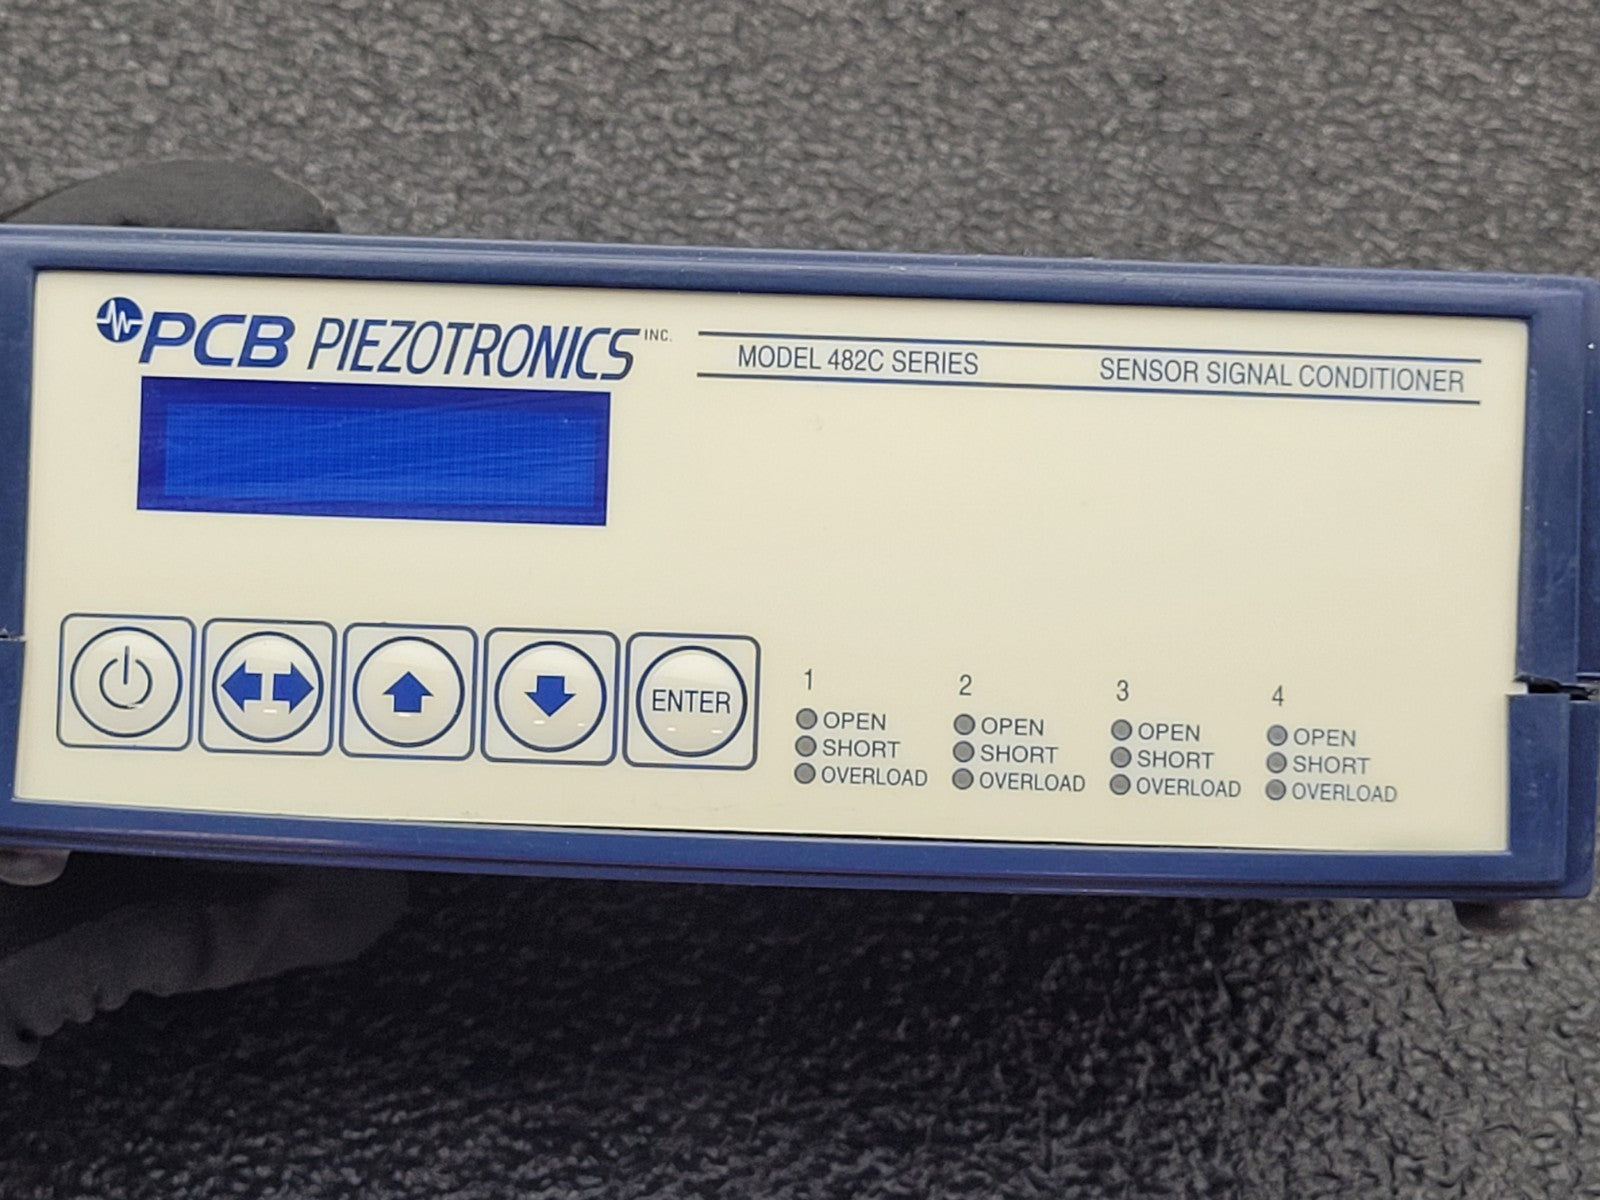 PCB PIEZOTRONICS INC.
MODEL 482C SERIES SENSOR SIGNAL CONDITIONER
ENTER
1 2 3 4
OPEN OPEN OPEN OPEN
SHORT SHORT SHORT SHORT
OVERLOAD OVERLOAD OVERLOAD OVERLOAD